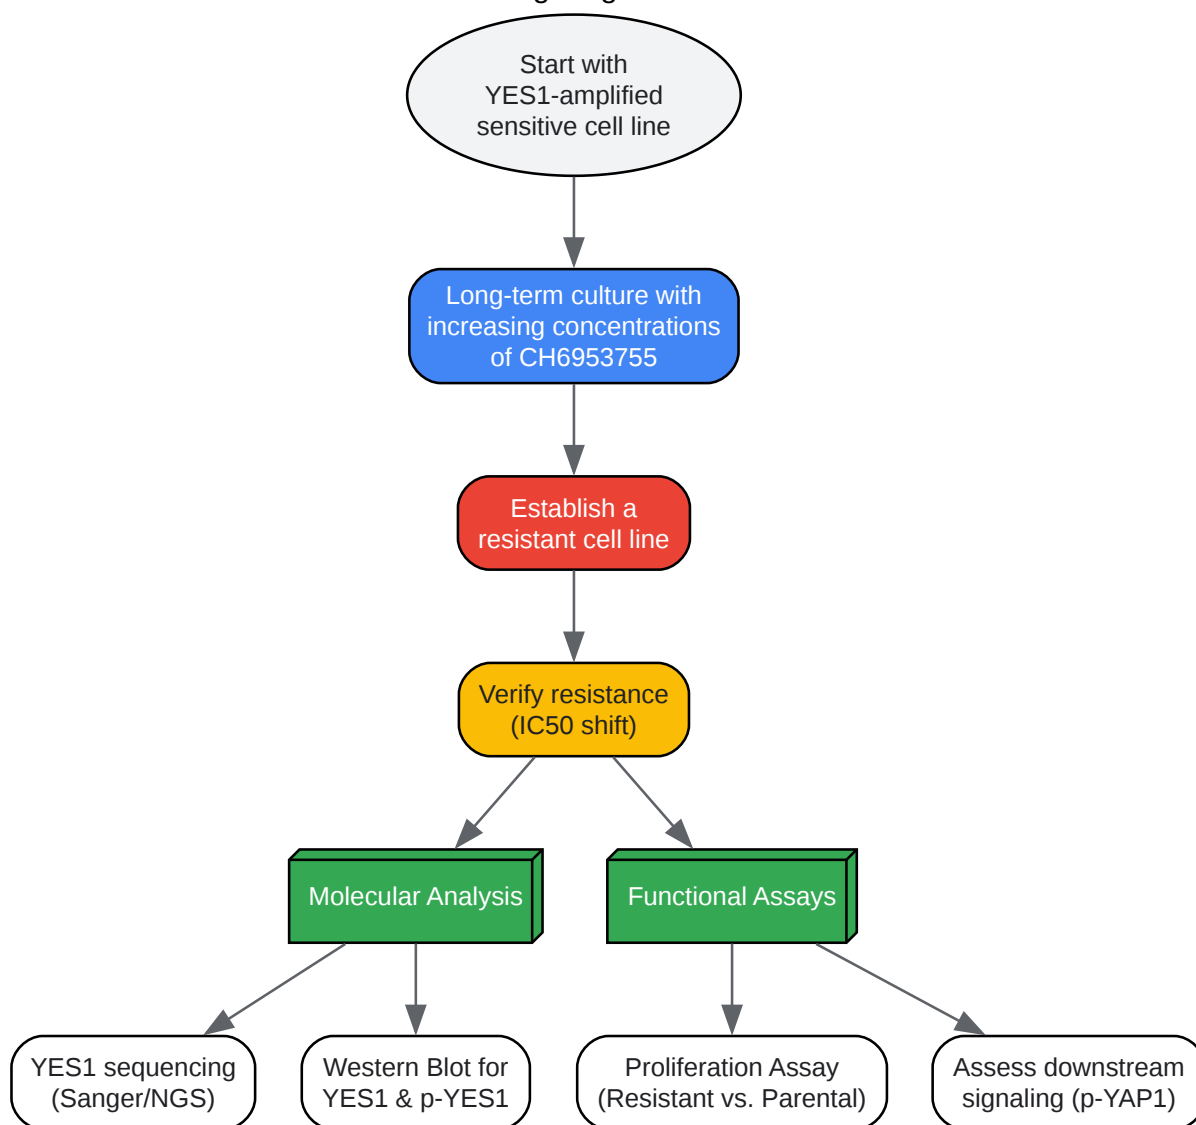 Start with
YES1-amplified
sensitive cell line
Long-term culture with
increasing concentrations
of CH6953755
Establish a
resistant cell line
Verify resistance
(IC50 shift)
Molecular Analysis
Functional Assays
YES1 sequencing
(Sanger/NGS)
Western Blot for
YES1 & p-YES1
Proliferation Assay
(Resistant vs. Parental)
Assess downstream
signaling (p-YAP1)